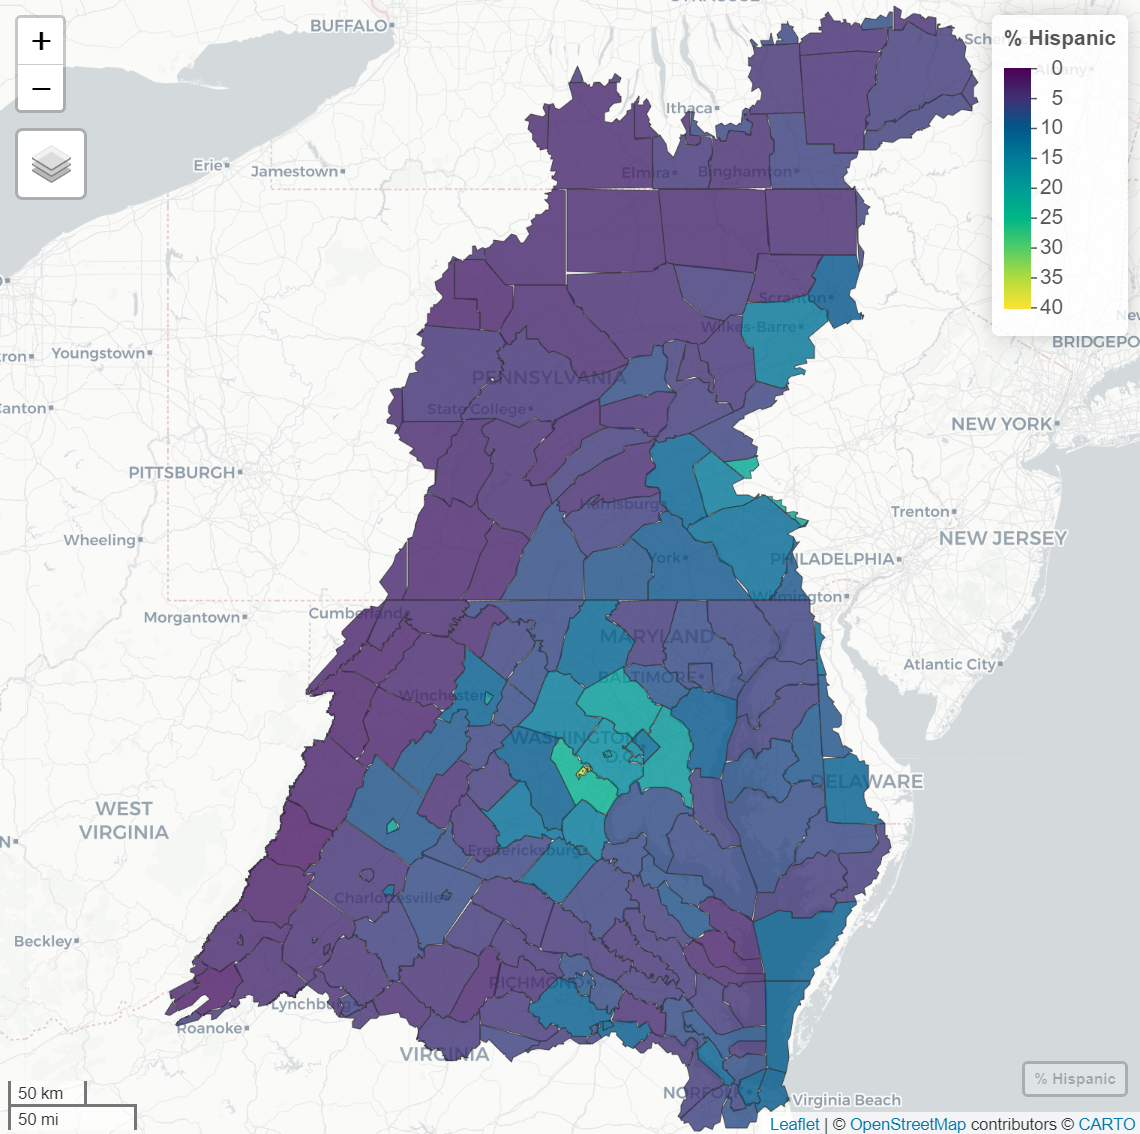 +
−
BUFFALO
Ithaca
Erie
Jamestown
Elmira
Binghamton
% Hispanic
0
5
10
15
20
25
30
35
40
Albany
BRIDGEPO
Scranton
Wilkes-Barre
Youngstown
PENNSYLVANIA
State College
NEW YORK
PITTSBURGH
Harrisburg
Trenton
NEW JERSEY
Wheeling
York
PHILADELPHIA
Wilmington
Morgantown
Cumberland
MARYLAND
BALTIMORE
Atlantic City
Winchester
WASHINGTON
D.C.
DELAWARE
WEST
VIRGINIA
Fredericksburg
Charlottesville
Beckley
RICHMOND
Lynchburg
Roanoke
VIRGINIA
NORFOLK
Virginia Beach
50 km
50 mi
% Hispanic
Leaflet | © OpenStreetMap contributors © CARTO